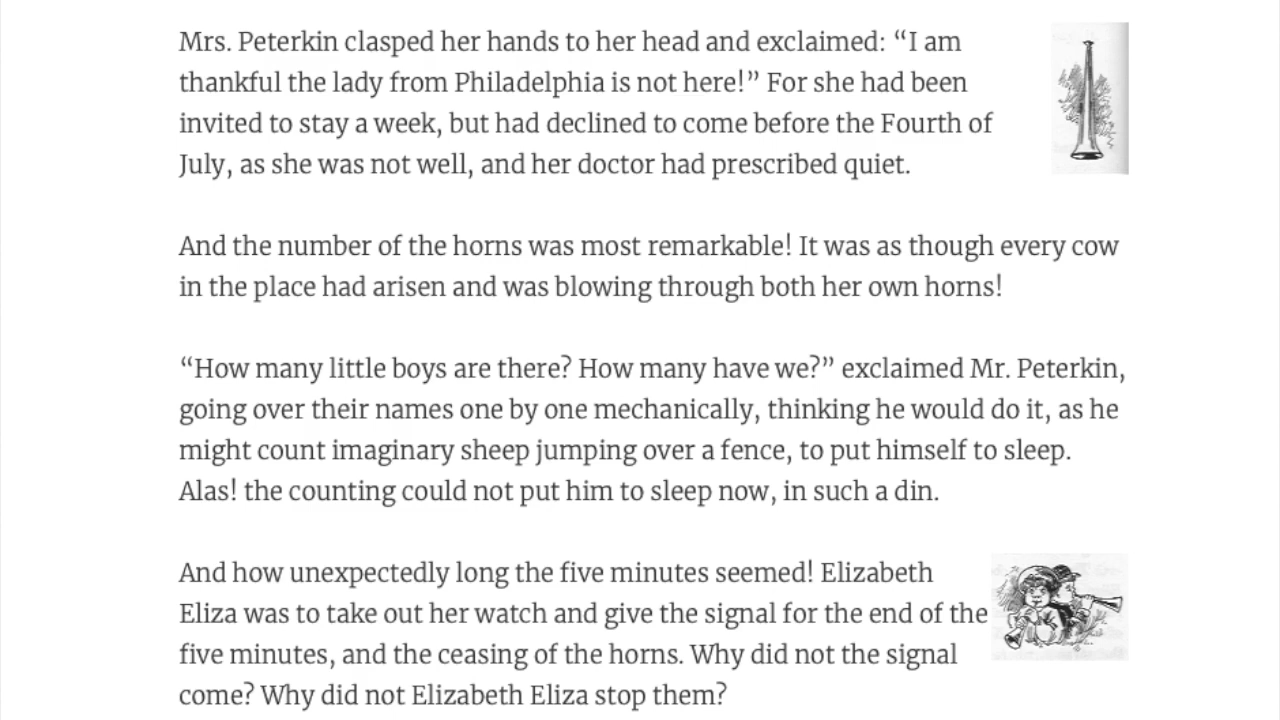 Mrs. Peterkin clasped her hands to her head and exclaimed: “I am
thankful the lady from Philadelphia is not here!” For she had been
invited to stay a week, but had declined to come before the Fourth of
July, as she was not well, and her doctor had prescribed quiet.
And the number of the horns was most remarkable! It was as though every cow
in the place had arisen and was blowing through both her own horns!
“How many little boys are there? How many have we?” exclaimed Mr. Peterkin,
going over their names one by one mechanically, thinking he would do it, as he
might count imaginary sheep jumping over a fence, to put himself to sleep.
Alas! the counting could not put him to sleep now, in such a din.
And how unexpectedly long the five minutes seemed! Elizabeth
Eliza was to take out her watch and give the signal for the end of the
five minutes, and the ceasing of the horns. Why did not the signal
come? Why did not Elizabeth Eliza stop them?